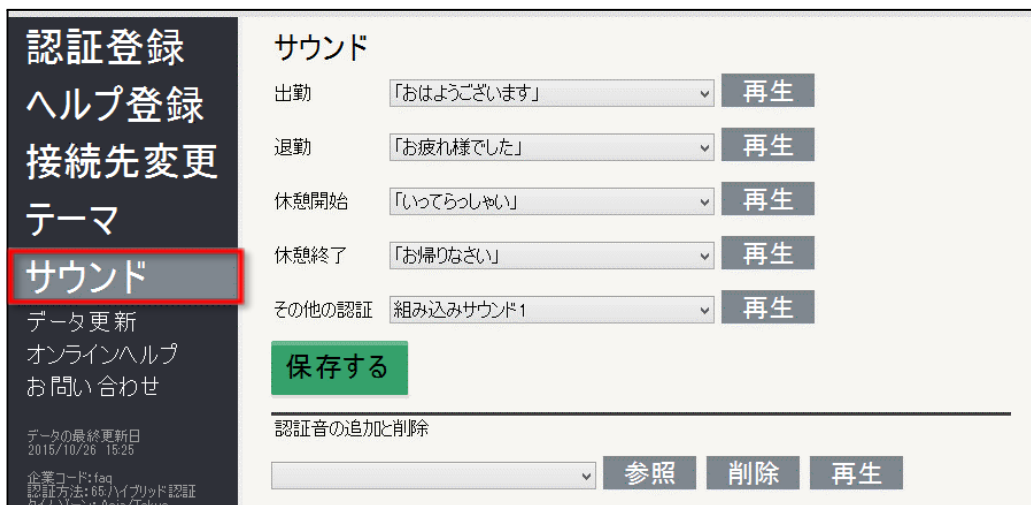 認証登録
ヘルプ登録
接続先変更
テーマ
サウンド
データ更新
オンラインヘルプ
お問い合わせ
データの最終更新日
2015/10/26 15:25
企業コード:faq
認証方法:65:ハイブリッド認証
タイムゾーン: Asia/Tokyo
サウンド
出勤 「おはようございます」 再生
退勤 「お疲れ様でした」 再生
休憩開始 「いってらっしゃい」 再生
休憩終了 「お帰りなさい」 再生
その他の認証 組み込みサウンド1 再生
保存する
認証音の追加と削除
参照 削除 再生